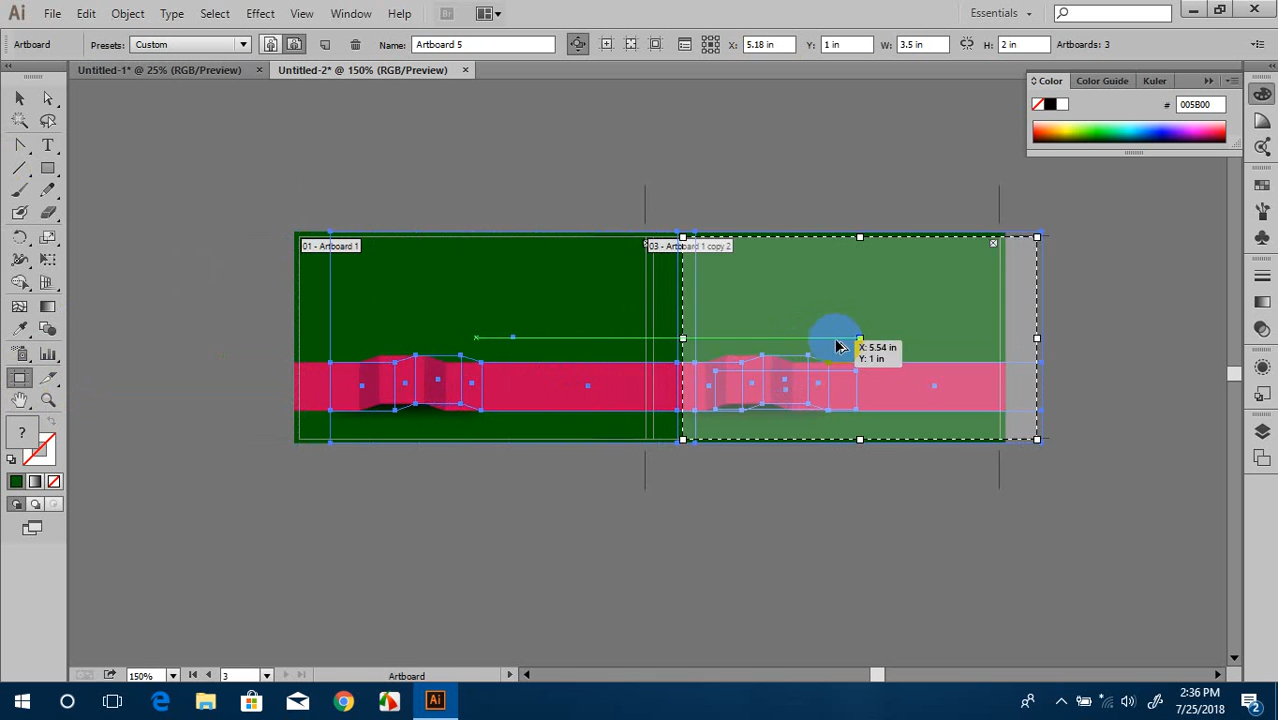 Ai File Edit Object Type Select Effect View Window Help Br Essentials
Artboard Presets: Custom Name: Artboard 5 X: 5.18 in Y: 1 in W: 3.5 in H: 2 in Artboards: 3
Untitled-1* @ 25% (RGB/Preview) Untitled-2* @ 150% (RGB/Preview)
Color Color Guide Kuler
# 005B00
01 - Artboard 1 03 - Artboard 1 copy 2
X: 5.54 in
Y: 1 in
?
150% 3 Artboard
Ai
2:36 PM
7/25/2018
2